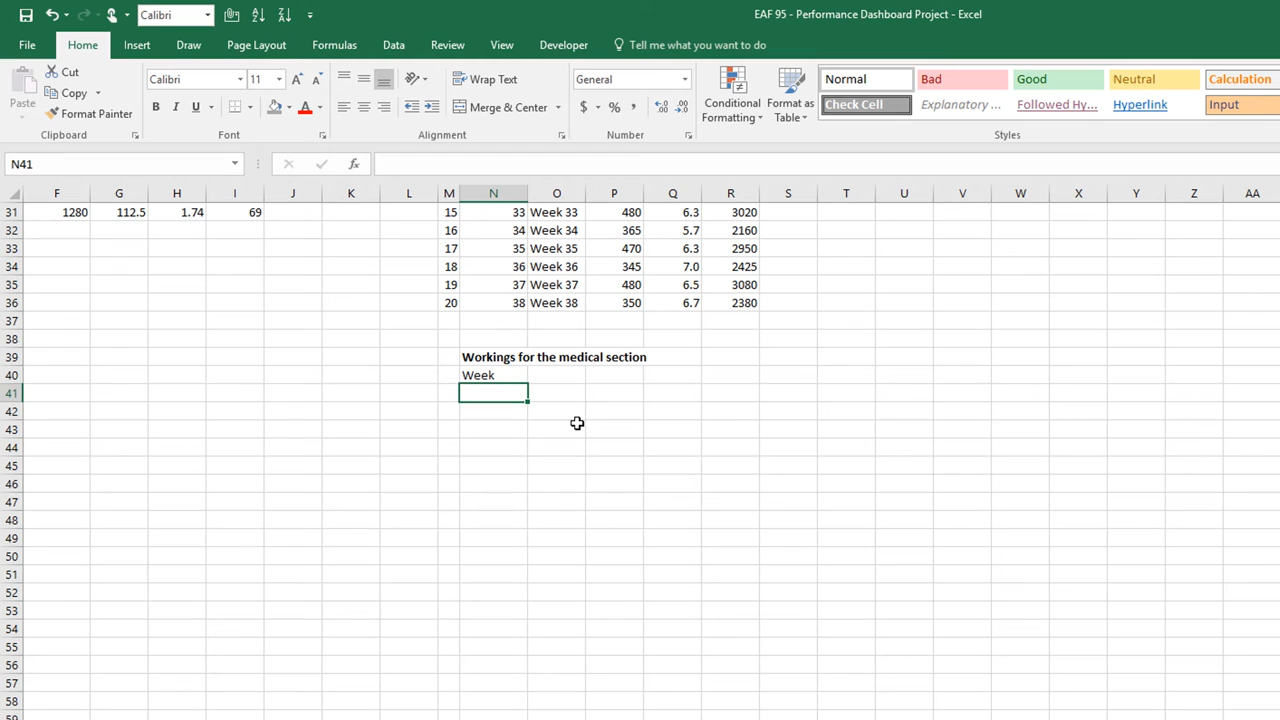 Calibri
EAF 95 - Performance Dashboard Project - Excel
File Home Insert Draw Page Layout Formulas Data Review View Developer Tell me what you want to do
Cut
Copy
Format Painter
Paste
Calibri 11
B I U A
Wrap Text
Merge & Center
General
$ % ,
Conditional Formatting
Format as Table
Normal Bad Good Neutral Calculation
Check Cell Explanatory ... Followed Hy... Hyperlink Input
Clipboard Font Alignment Number Styles
N41 fx
F G H I J K L M N O P Q R S T U V W X Y Z AA
31 1280 112.5 1.74 69 15 33 Week 33 480 6.3 3020
32 16 34 Week 34 365 5.7 2160
33 17 35 Week 35 470 6.3 2950
34 18 36 Week 36 345 7.0 2425
35 19 37 Week 37 480 6.5 3080
36 20 38 Week 38 350 6.7 2380
37
38
39 Workings for the medical section
40 Week
41
42
43
44
45
46
47
48
49
50
51
52
53
54
55
56
57
58
59